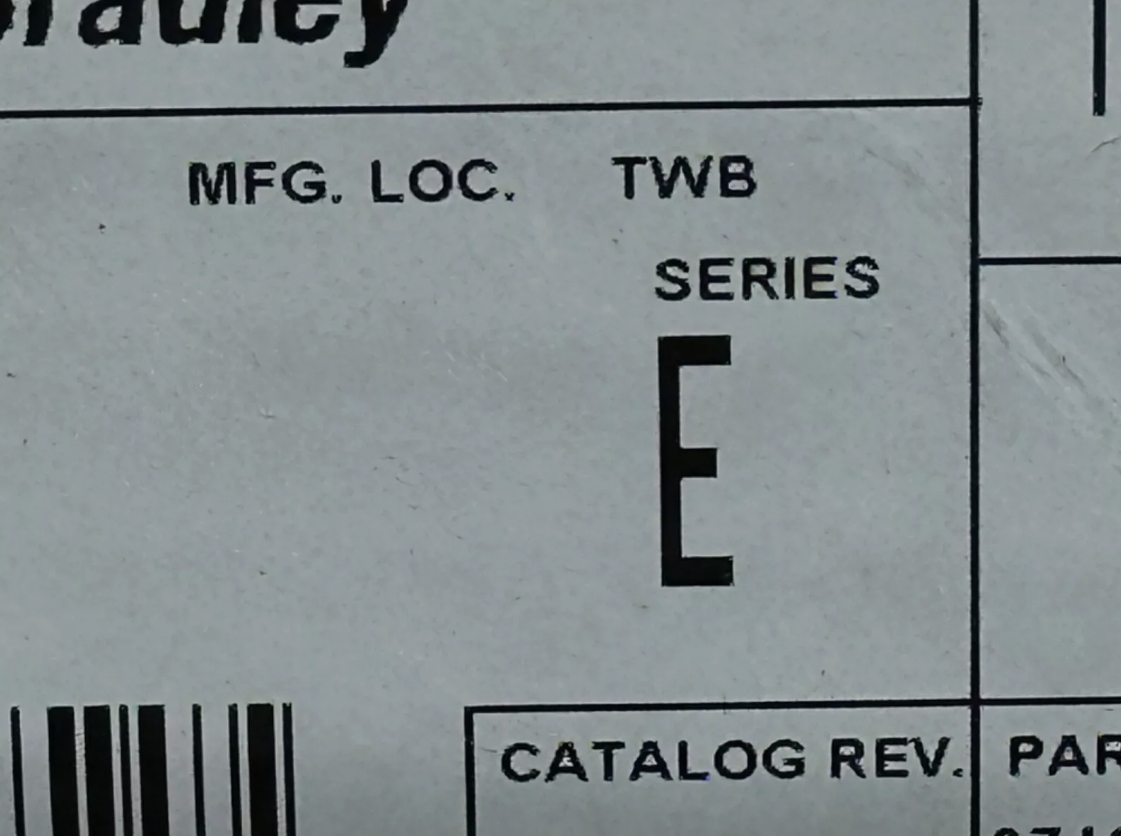 MFG. LOC. TWB
SERIES
E
CATALOG REV.